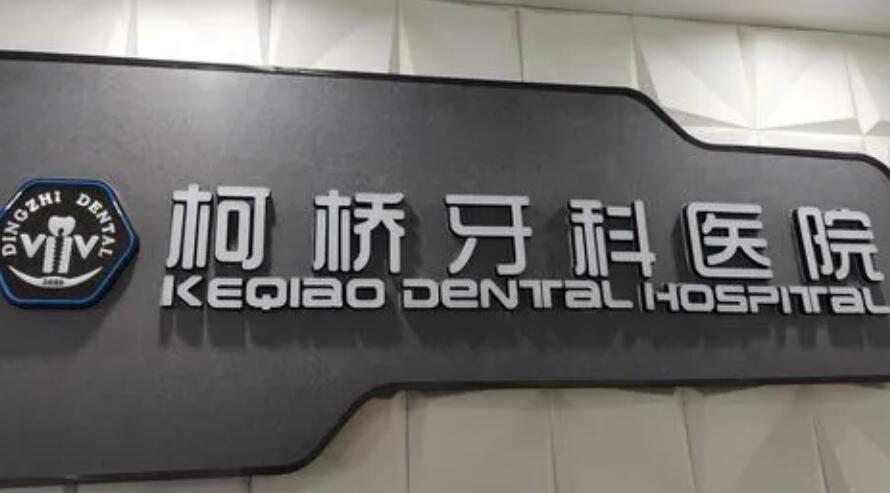 DINGZHI DENTAL
柯桥牙科医院
KEQIAO DENTAL HOSPITAL